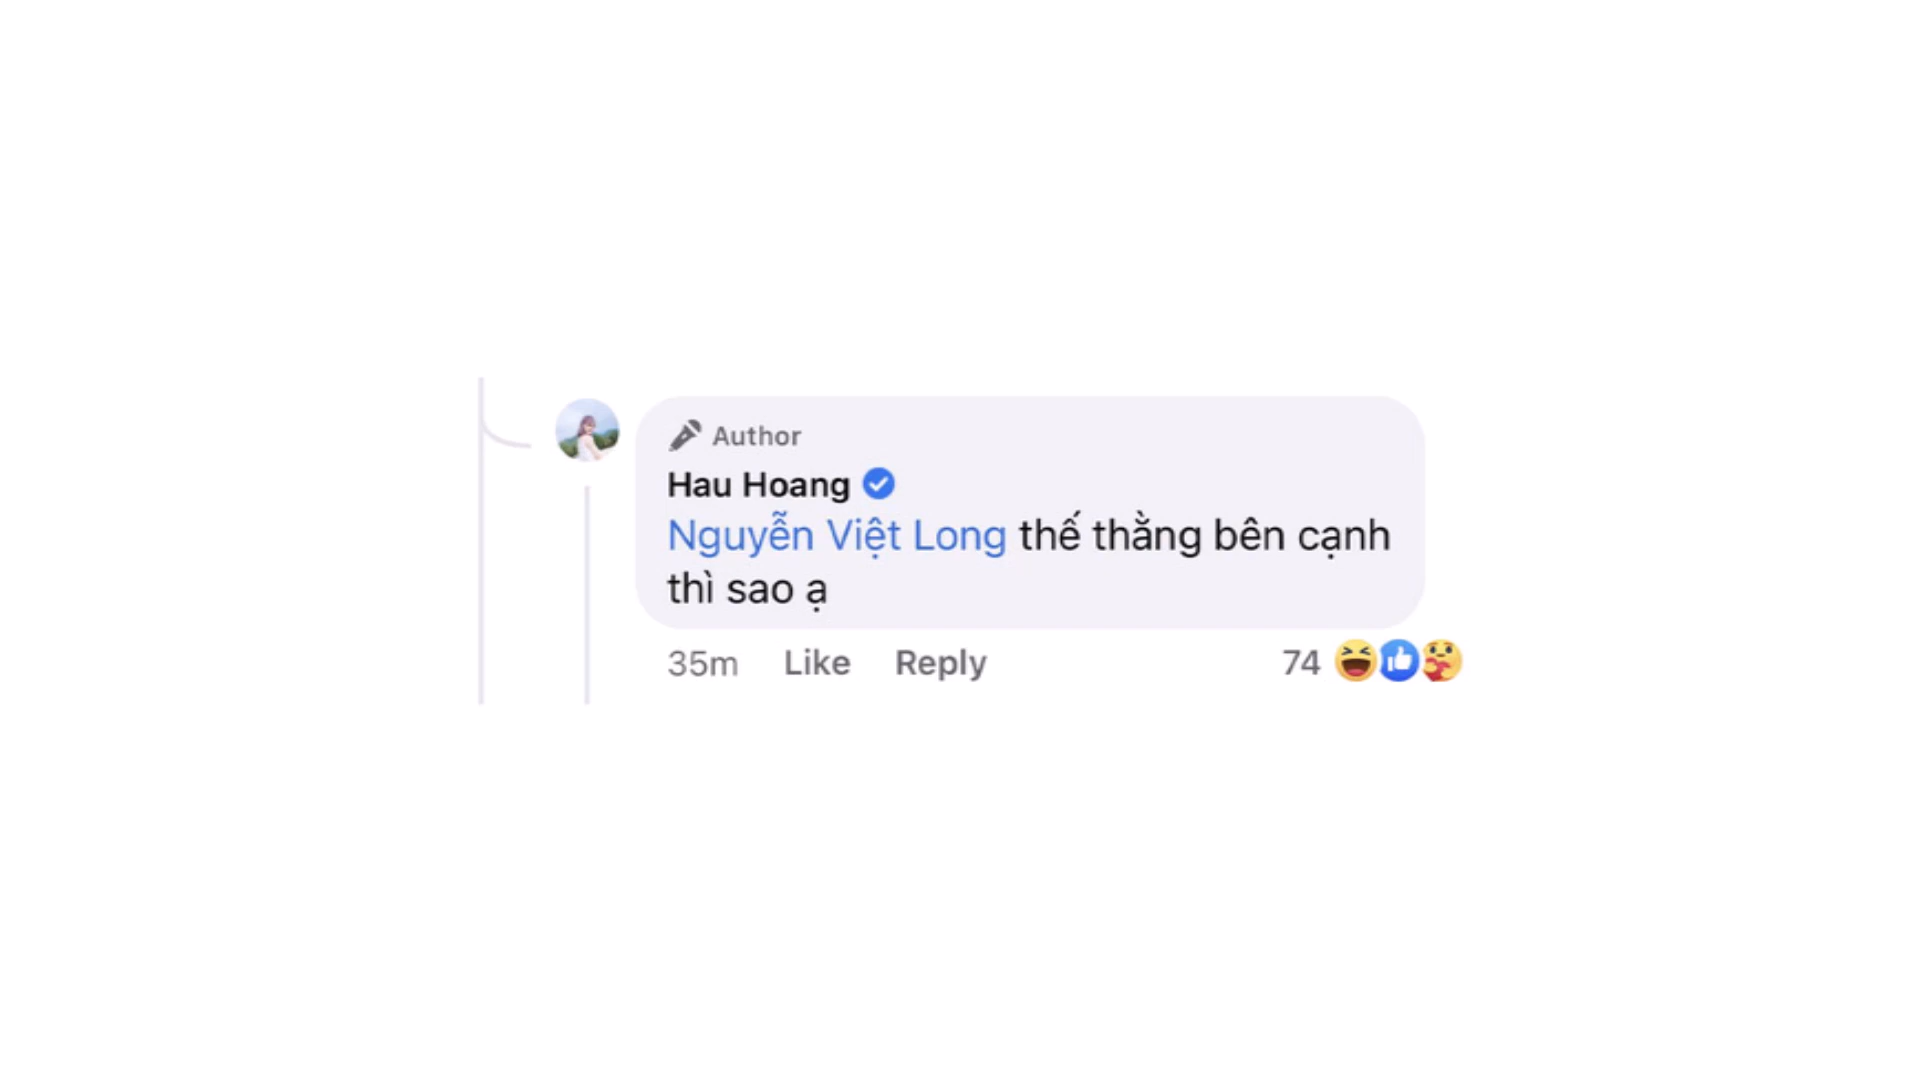 Author
Hau Hoang
Nguyễn Việt Long thế thằng bên cạnh
thì sao ạ
35m Like Reply 74